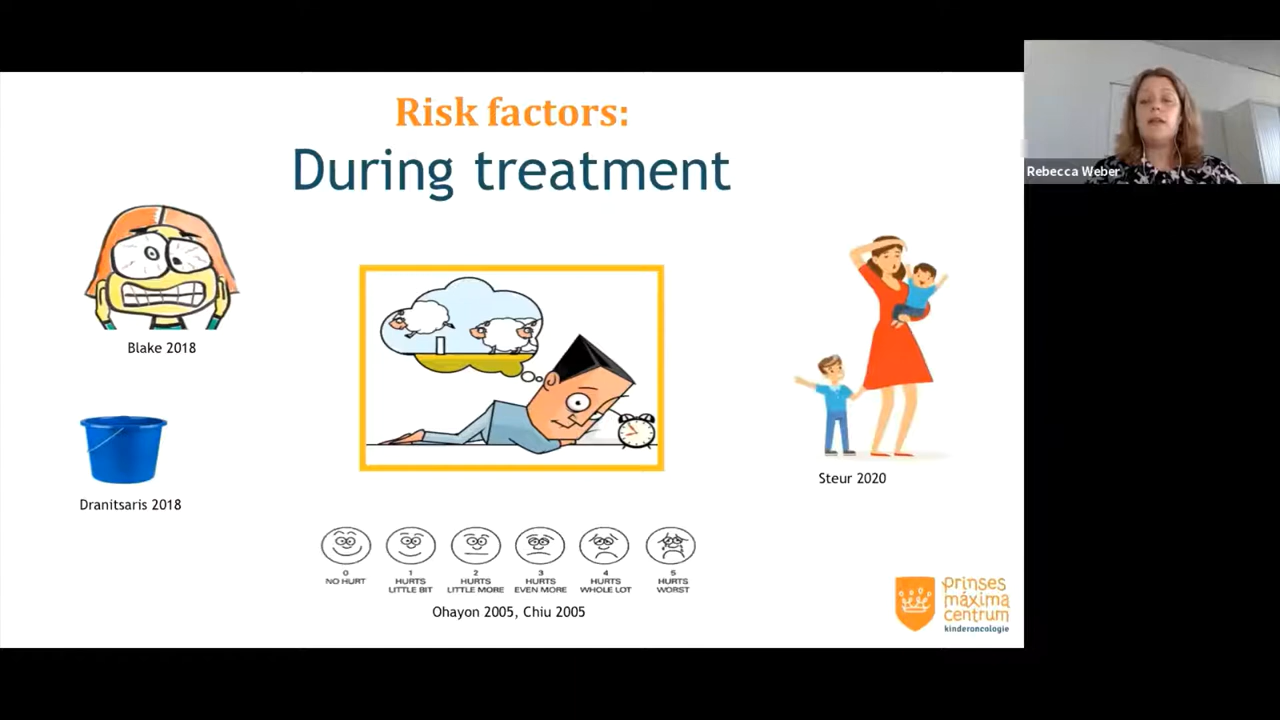 Risk factors:
During treatment
Rebecca Weber
Blake 2018
Dranitsaris 2018
Steur 2020
0 1 2 3 4 5
NO HURT HURTS HURTS HURTS HURTS HURTS
LITTLE BIT LITTLE MORE EVEN MORE WHOLE LOT WORST
Ohayon 2005, Chiu 2005
prinses
máxima
centrum
kinderoncologie